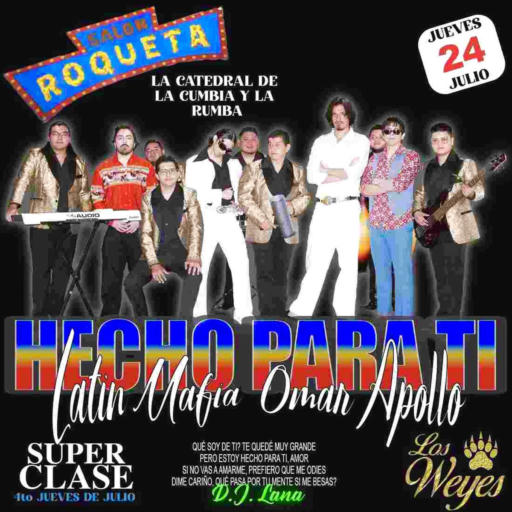 SALON
ROQUETA
JUEVES
24
JULIO
LA CATEDRAL DE
LA CUMBIA Y LA
RUMBA
AUDIO
HECHO PARA TI
Latin Mafia Omar Apollo
SUPER
CLASE
4to JUEVES DE JULIO
QUÉ SOY DE TI? TE QUEDÉ MUY GRANDE
PERO ESTOY HECHO PARA TI, AMOR
SI NO VAS A AMARME, PREFIERO QUE ME ODIES
DIME CARIÑO, QUÉ PASA POR TU MENTE SI ME BESAS?
D.J. Lana
Los
Weyes